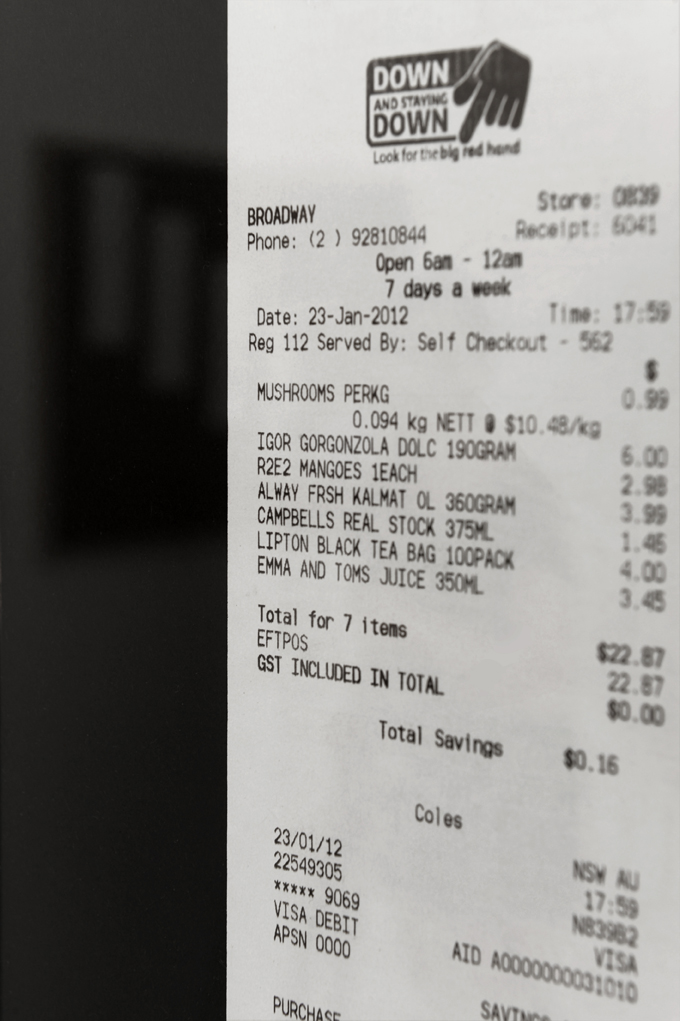 DOWN
AND STAYING
DOWN
Look for the big red hand
BROADWAY Store: 0839
Phone: (2 ) 92810844 Receipt: 6041
Open 6am - 12am
7 days a week
Date: 23-Jan-2012 Time: 17:59
Reg 112 Served By: Self Checkout - 562
$
MUSHROOMS PERKG 0.99
0.094 kg NETT @ $10.48/kg
IGOR GORGONZOLA DOLC 190GRAM 6.00
R2E2 MANGOES 1EACH 2.98
ALWAY FRSH KALMAT OL 360GRAM 3.99
CAMPBELLS REAL STOCK 375ML 1.46
LIPTON BLACK TEA BAG 100PACK 4.00
EMMA AND TOMS JUICE 350ML 3.45
Total for 7 items $22.87
EFTPOS 22.87
GST INCLUDED IN TOTAL $0.00
Total Savings $0.16
Coles
23/01/12 NSW AU
22549305 17:59
***** 9069 N839B2
VISA DEBIT VISA
APSN 0000 AID A0000000031010
PURCHASE SAVINGS